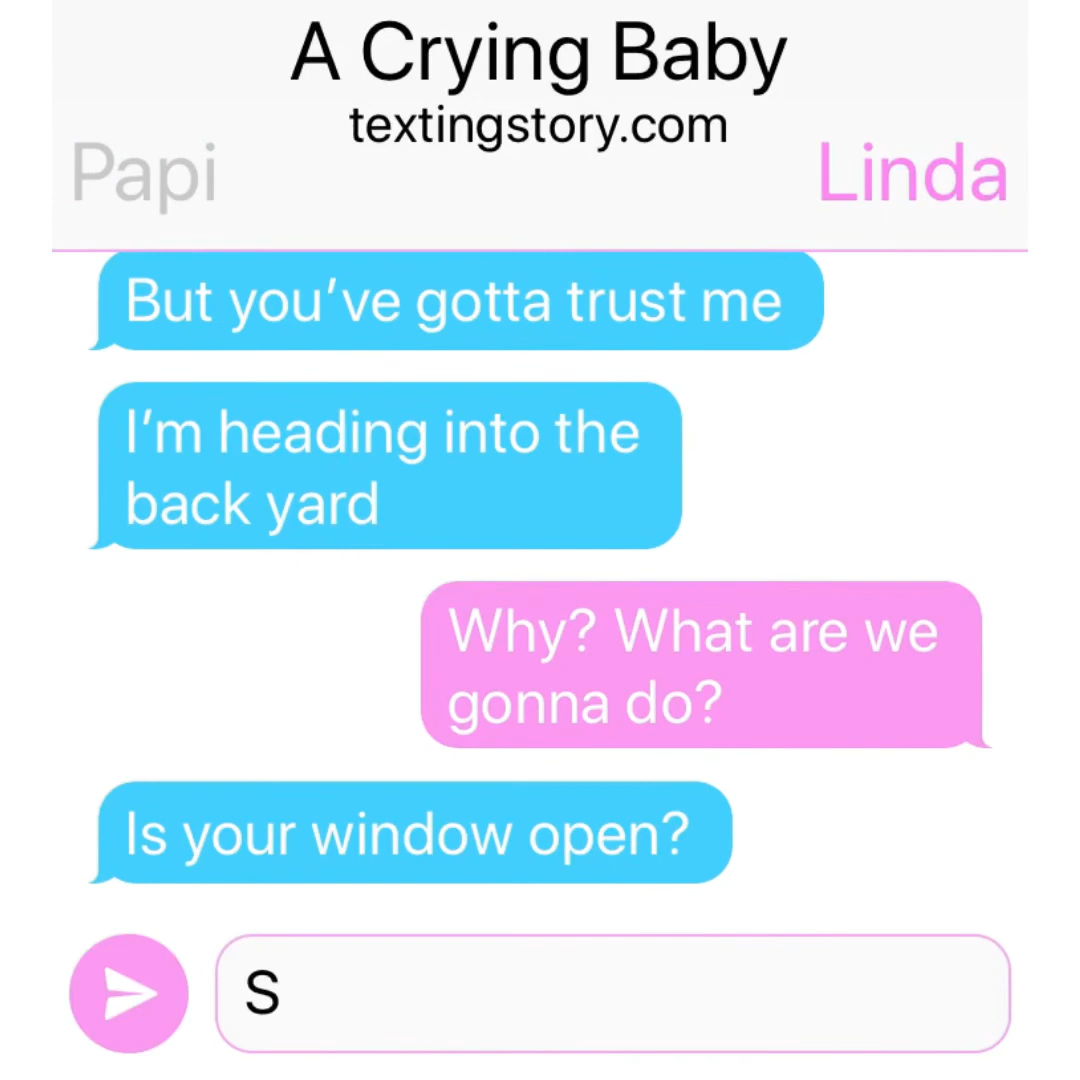 A Crying Baby
textingstory.com
Papi
Linda
But you've gotta trust me
I'm heading into the
back yard
Why? What are we
gonna do?
Is your window open?
S